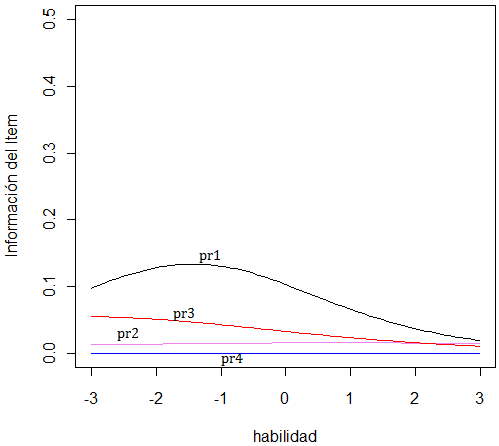 Información del Item
0.5
0.4
0.3
0.2
0.1
0.0
pr1
pr3
pr2
pr4
-3 -2 -1 0 1 2 3
habilidad